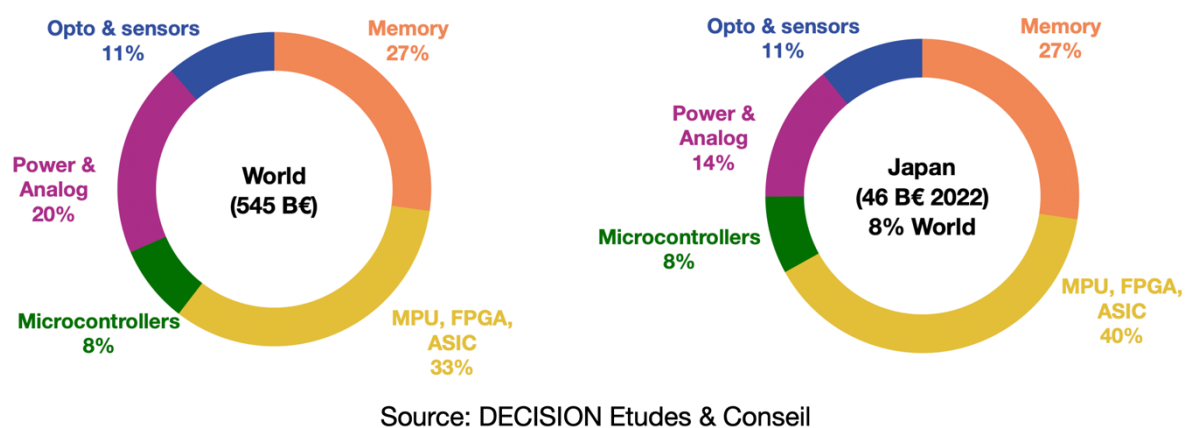 Opto & sensors
11%
Memory
27%
Power &
Analog
20%
World
(545 B€)
Microcontrollers
8%
MPU, FPGA,
ASIC
33%
Opto & sensors
11%
Memory
27%
Power &
Analog
14%
Japan
(46 B€ 2022)
8% World
Microcontrollers
8%
MPU, FPGA,
ASIC
40%
Source: DECISION Etudes & Conseil